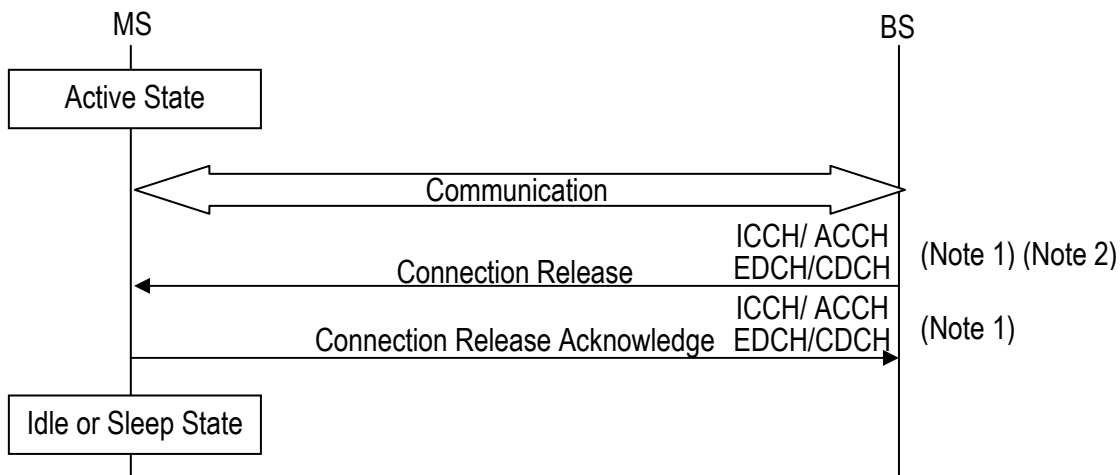 MS
BS
Active State
Communication
ICCH/ ACCH
EDCH/CDCH
(Note 1) (Note 2)
Connection Release
ICCH/ ACCH
EDCH/CDCH
(Note 1)
Connection Release Acknowledge
Idle or Sleep State